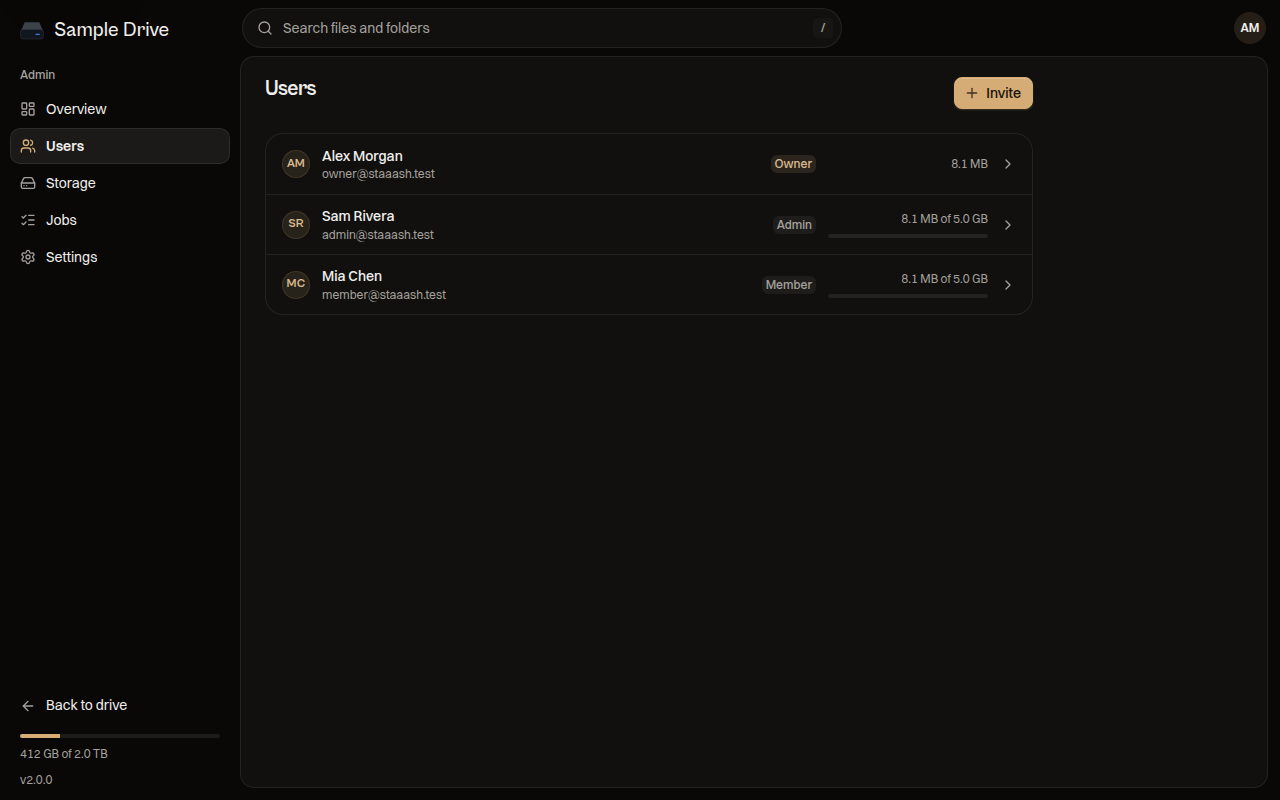 Sample Drive
Search files and folders
/
AM
Admin
Overview
Users
Storage
Jobs
Settings
Back to drive
412 GB of 2.0 TB
v2.0.0
Users
Invite
AM
Alex Morgan
owner@staaash.test
Owner
8.1 MB
SR
Sam Rivera
admin@staaash.test
Admin
8.1 MB of 5.0 GB
MC
Mia Chen
member@staaash.test
Member
8.1 MB of 5.0 GB